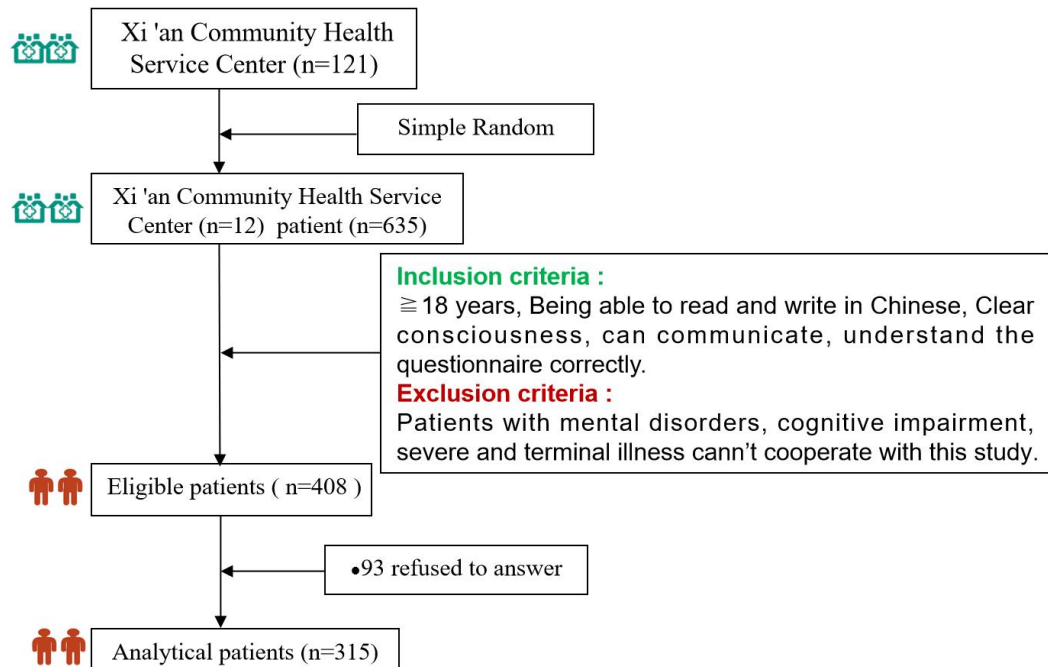 Xi 'an Community Health
Service Center (n=121)
Simple Random
Xi 'an Community Health Service
Center (n=12) patient (n=635)
Inclusion criteria :
≧18 years, Being able to read and write in Chinese, Clear
consciousness, can communicate, understand the
questionnaire correctly.
Exclusion criteria :
Patients with mental disorders, cognitive impairment,
severe and terminal illness cann't cooperate with this study.
Eligible patients ( n=408 )
•93 refused to answer
Analytical patients (n=315)